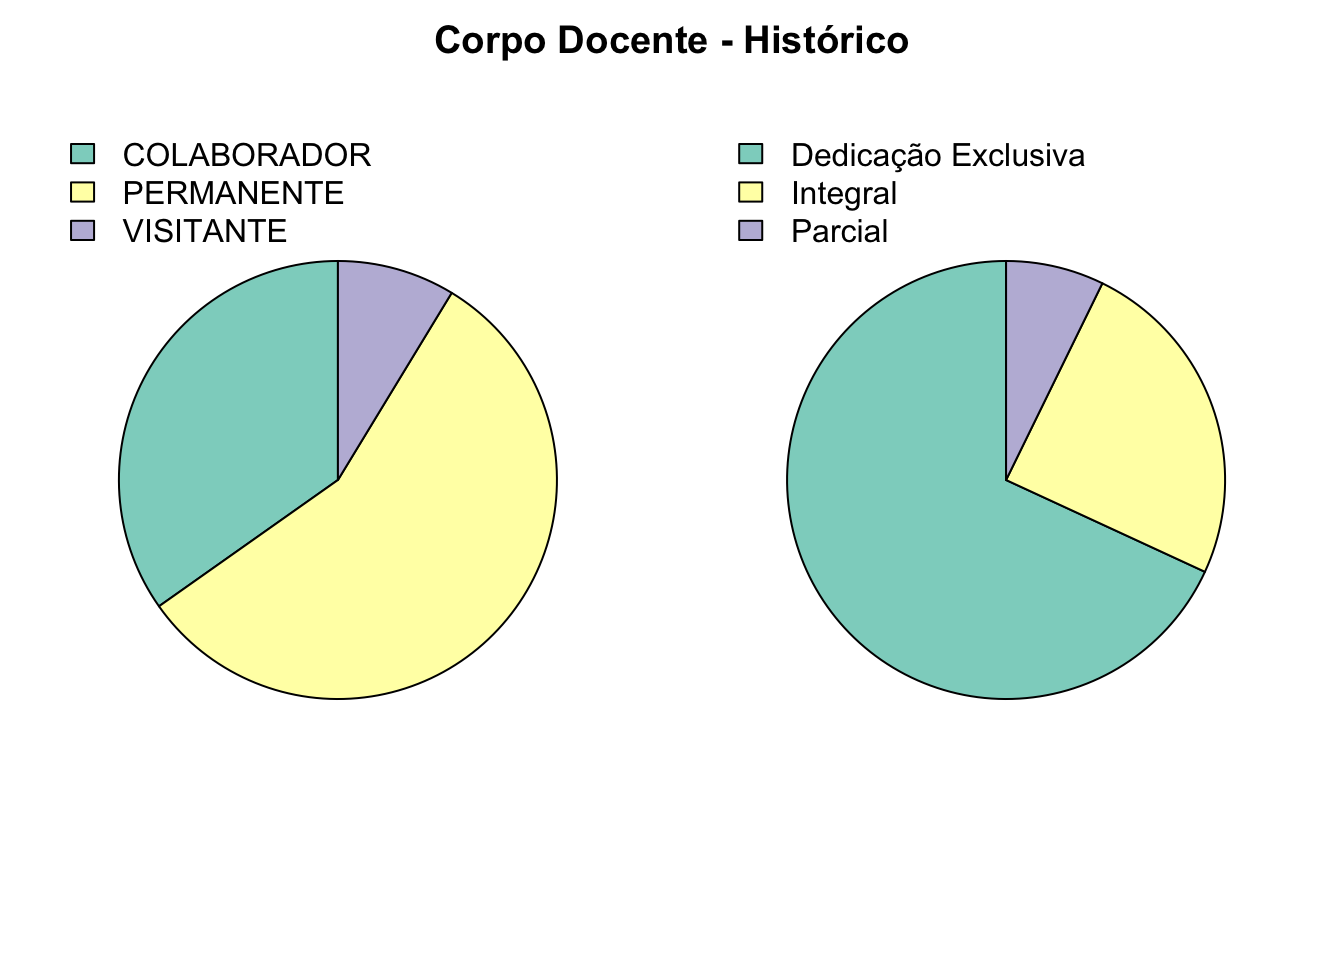 Corpo Docente - Histórico
COLABORADOR
PERMANENTE
VISITANTE
Dedicação Exclusiva
Integral
Parcial